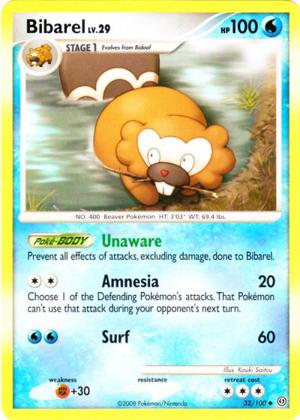 Bibarel LV.29 HP 100
STAGE 1 Evolves from Bidoof
NO. 400 Beaver Pokémon HT: 3'03" WT: 69.4 lbs.
Poké-BODY Unaware
Prevent all effects of attacks, excluding damage, done to Bibarel.
Amnesia 20
Choose 1 of the Defending Pokémon's attacks. That Pokémon
can't use that attack during your opponent's next turn.
Surf 60
Illus. Kouki Saitou
weakness resistance retreat cost
+30
©2008 Pokémon/Nintendo 32/100